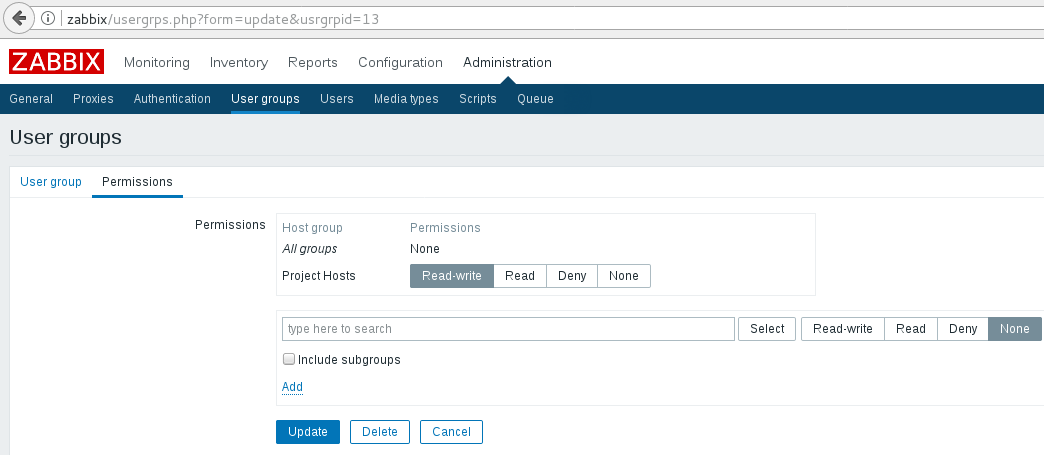 zabbix/usergrps.php?form=update&usrgrpid=13
ZABBIX Monitoring Inventory Reports Configuration Administration
General Proxies Authentication User groups Users Media types Scripts Queue
User groups
User group Permissions
Permissions Host group Permissions
All groups None
Project Hosts Read-write Read Deny None
type here to search Select Read-write Read Deny None
Include subgroups
Add
Update Delete Cancel